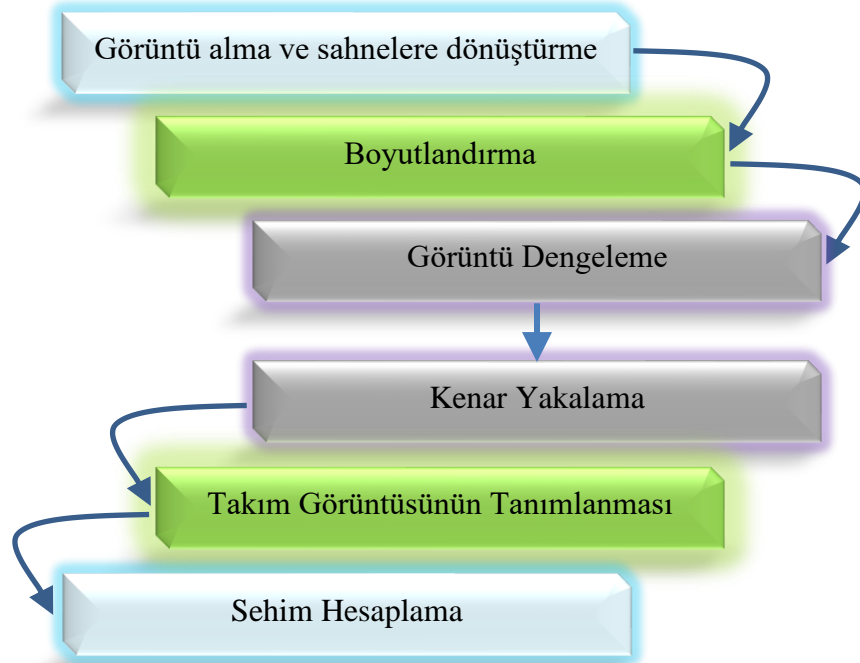 Görüntü alma ve sahnelere dönüştürme
Boyutlandırma
Görüntü Dengeleme
Kenar Yakalama
Takım Görüntüsünün Tanımlanması
Sehim Hesaplama